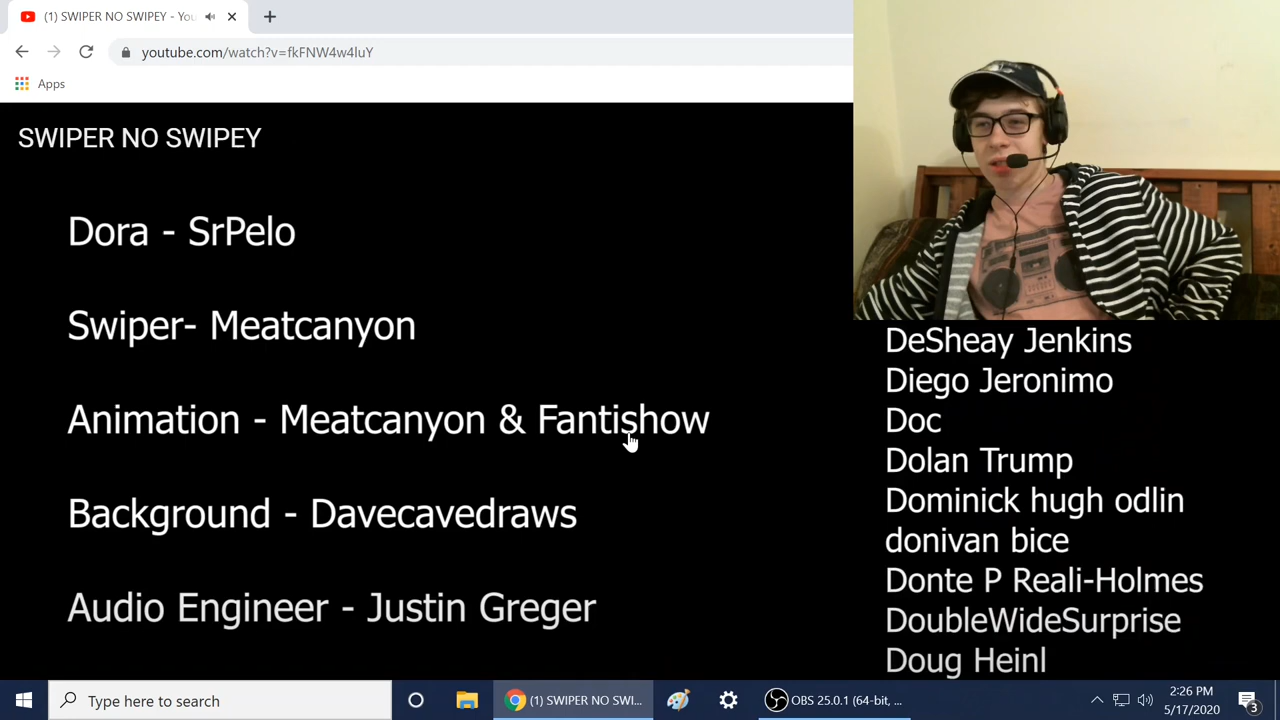 (1) SWIPER NO SWIPEY - You
youtube.com/watch?v=fkFNW4w4luY
Apps
SWIPER NO SWIPEY
Dora - SrPelo
Swiper- Meatcanyon
Animation - Meatcanyon & Fantishow
Background - Davecavedraws
Audio Engineer - Justin Greger
DeSheay Jenkins
Diego Jeronimo
Doc
Dolan Trump
Dominick hugh odlin
donivan bice
Donte P Reali-Holmes
DoubleWideSurprise
Doug Heinl
Type here to search
(1) SWIPER NO SWI...
OBS 25.0.1 (64-bit, ...
2:26 PM
5/17/2020
3